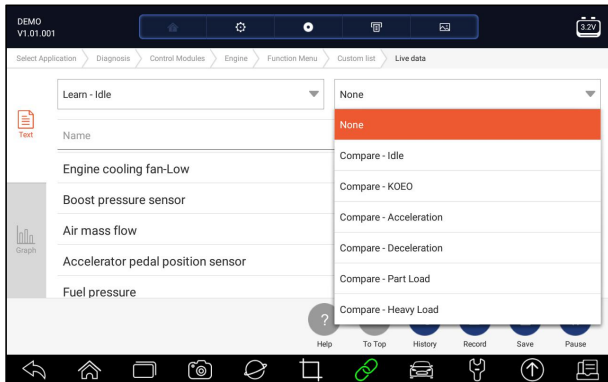 DEMO
V1.01.001
3.2V
Select Application Diagnosis Control Modules Engine Function Menu Custom list Live data
Learn - Idle
None
Text
Name
None
Engine cooling fan-Low
Compare - Idle
Boost pressure sensor
Compare - KOEO
Air mass flow
Compare - Acceleration
Graph
Accelerator pedal position sensor
Compare - Deceleration
Fuel pressure
Compare - Part Load
Compare - Heavy Load
?
Help To Top History Record Save Pause